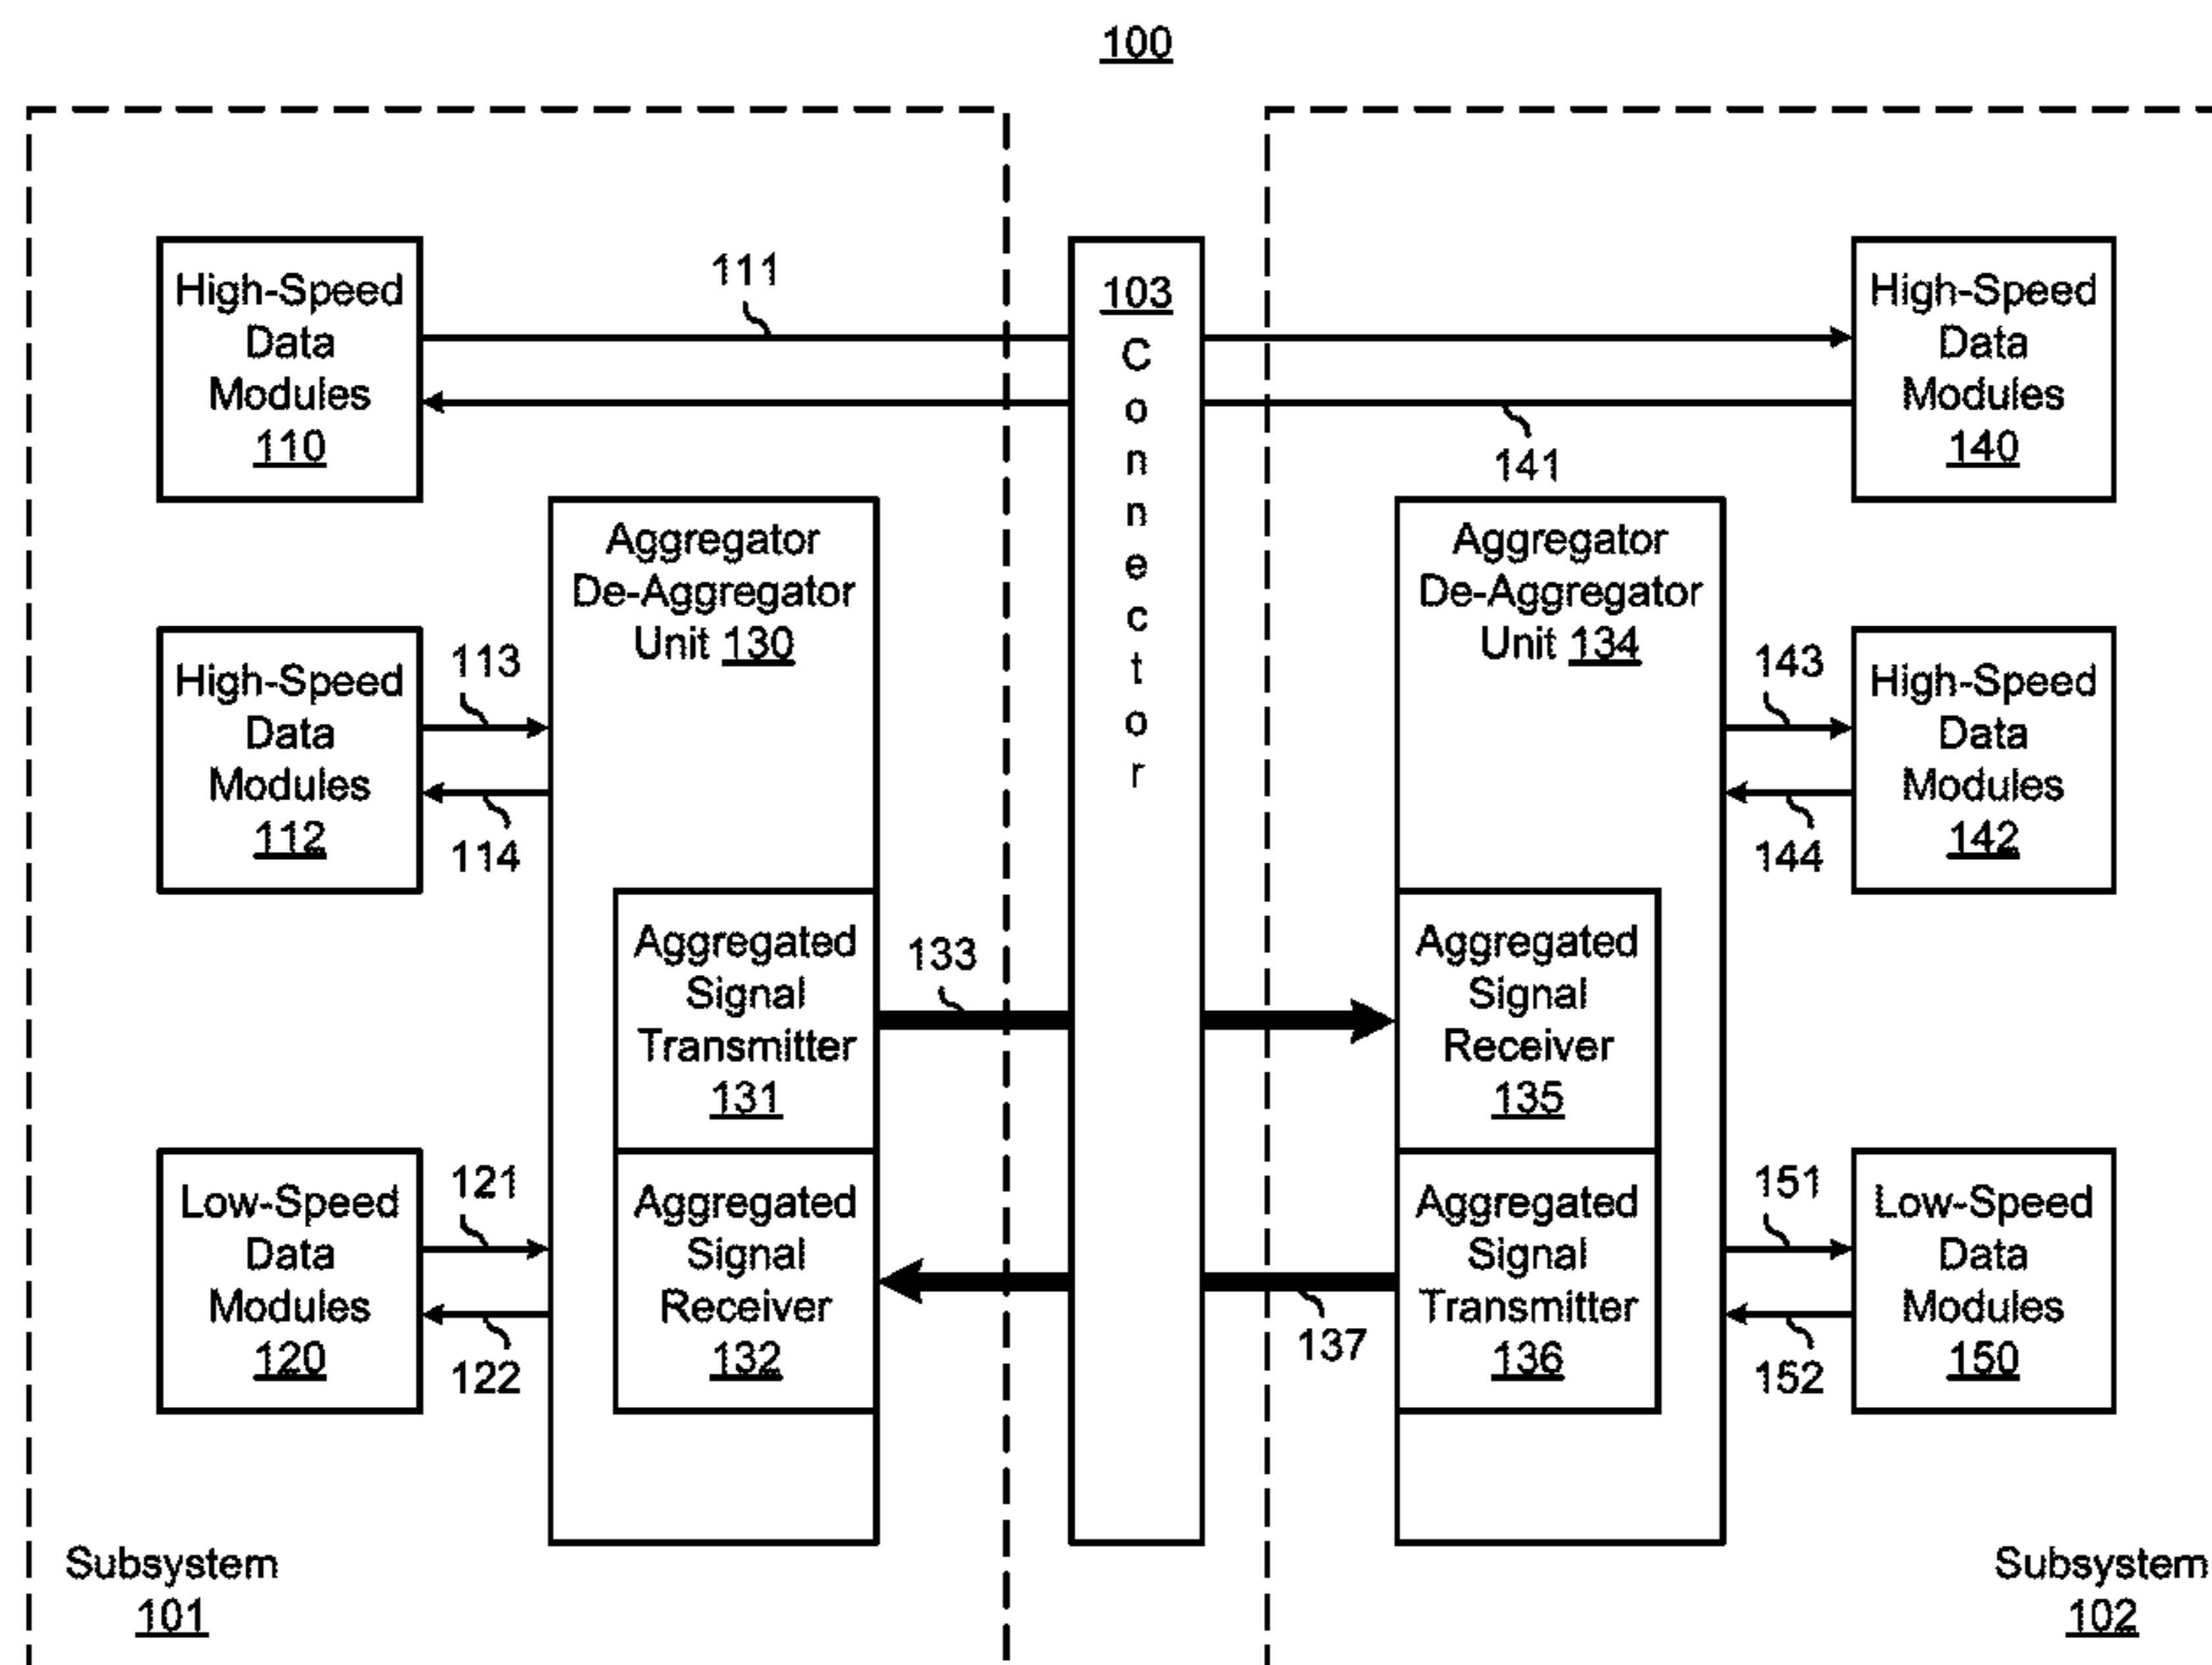 100
High-Speed
Data
Modules
110
111
103
Connector
141
High-Speed
Data
Modules
140
Aggregator
De-Aggregator
Unit 130
Aggregator
De-Aggregator
Unit 134
High-Speed
Data
Modules
112
113
114
143
144
High-Speed
Data
Modules
142
Aggregated
Signal
Transmitter
131
133
Aggregated
Signal
Receiver
135
Low-Speed
Data
Modules
120
121
122
Aggregated
Signal
Receiver
132
137
Aggregated
Signal
Transmitter
136
151
152
Low-Speed
Data
Modules
150
Subsystem
101
Subsystem
102